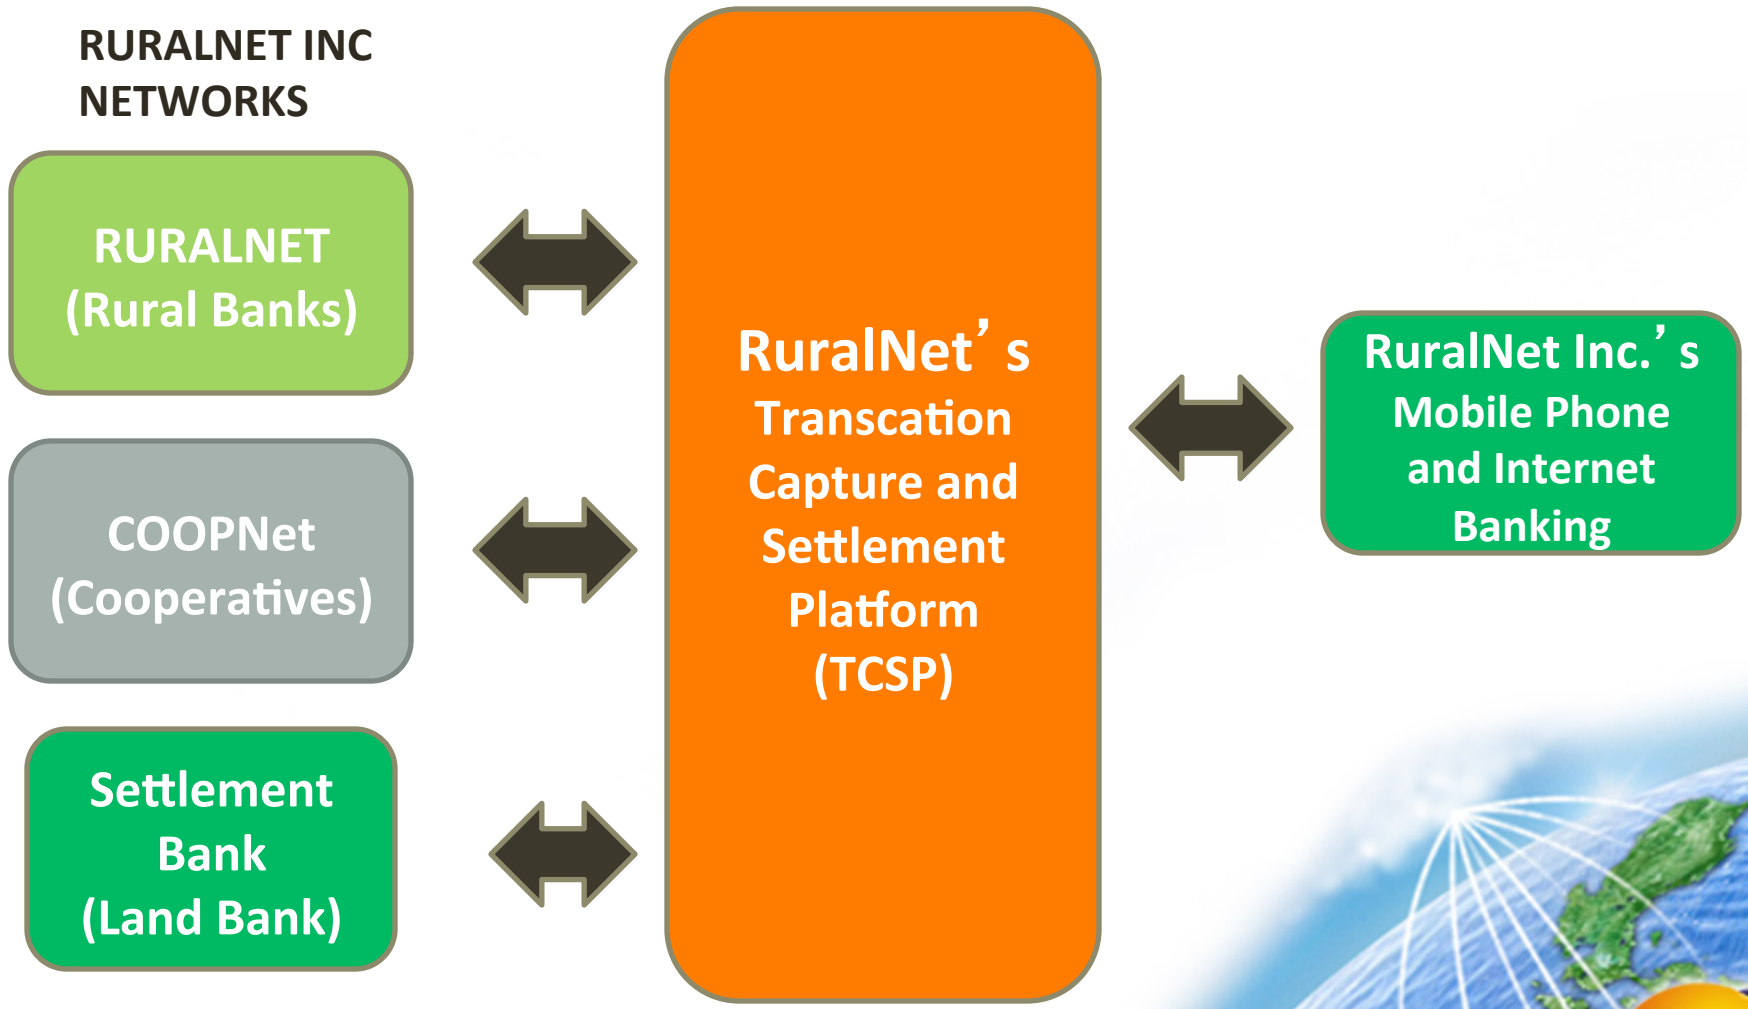 RURALNET INC
NETWORKS
RURALNET
(Rural Banks)
COOPNet
(Cooperatives)
Settlement
Bank
(Land Bank)
RuralNet’s
Transcation
Capture and
Settlement
Platform
(TCSP)
RuralNet Inc.’s
Mobile Phone
and Internet
Banking